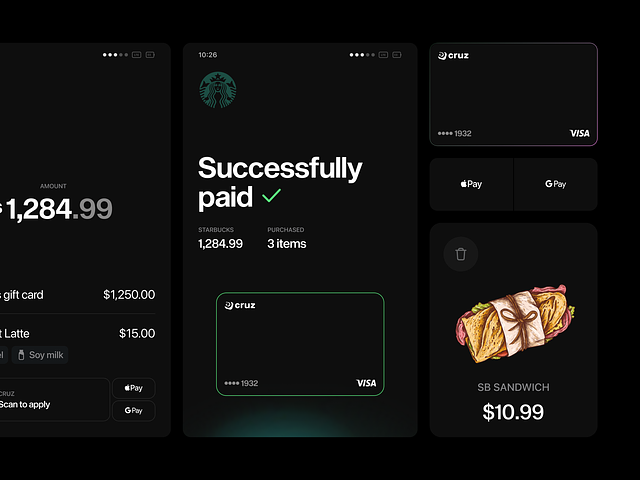 AMOUNT
1,284.99
gift card
$1,250.00
Latte
$15.00
Soy milk
CRUZ
Scan to apply
Pay
G Pay
10:26
Successfully
paid
STARBUCKS
PURCHASED
1,284.99
3 items
cruz
1932
VISA
cruz
1932
VISA
Pay
G Pay
SB SANDWICH
$10.99